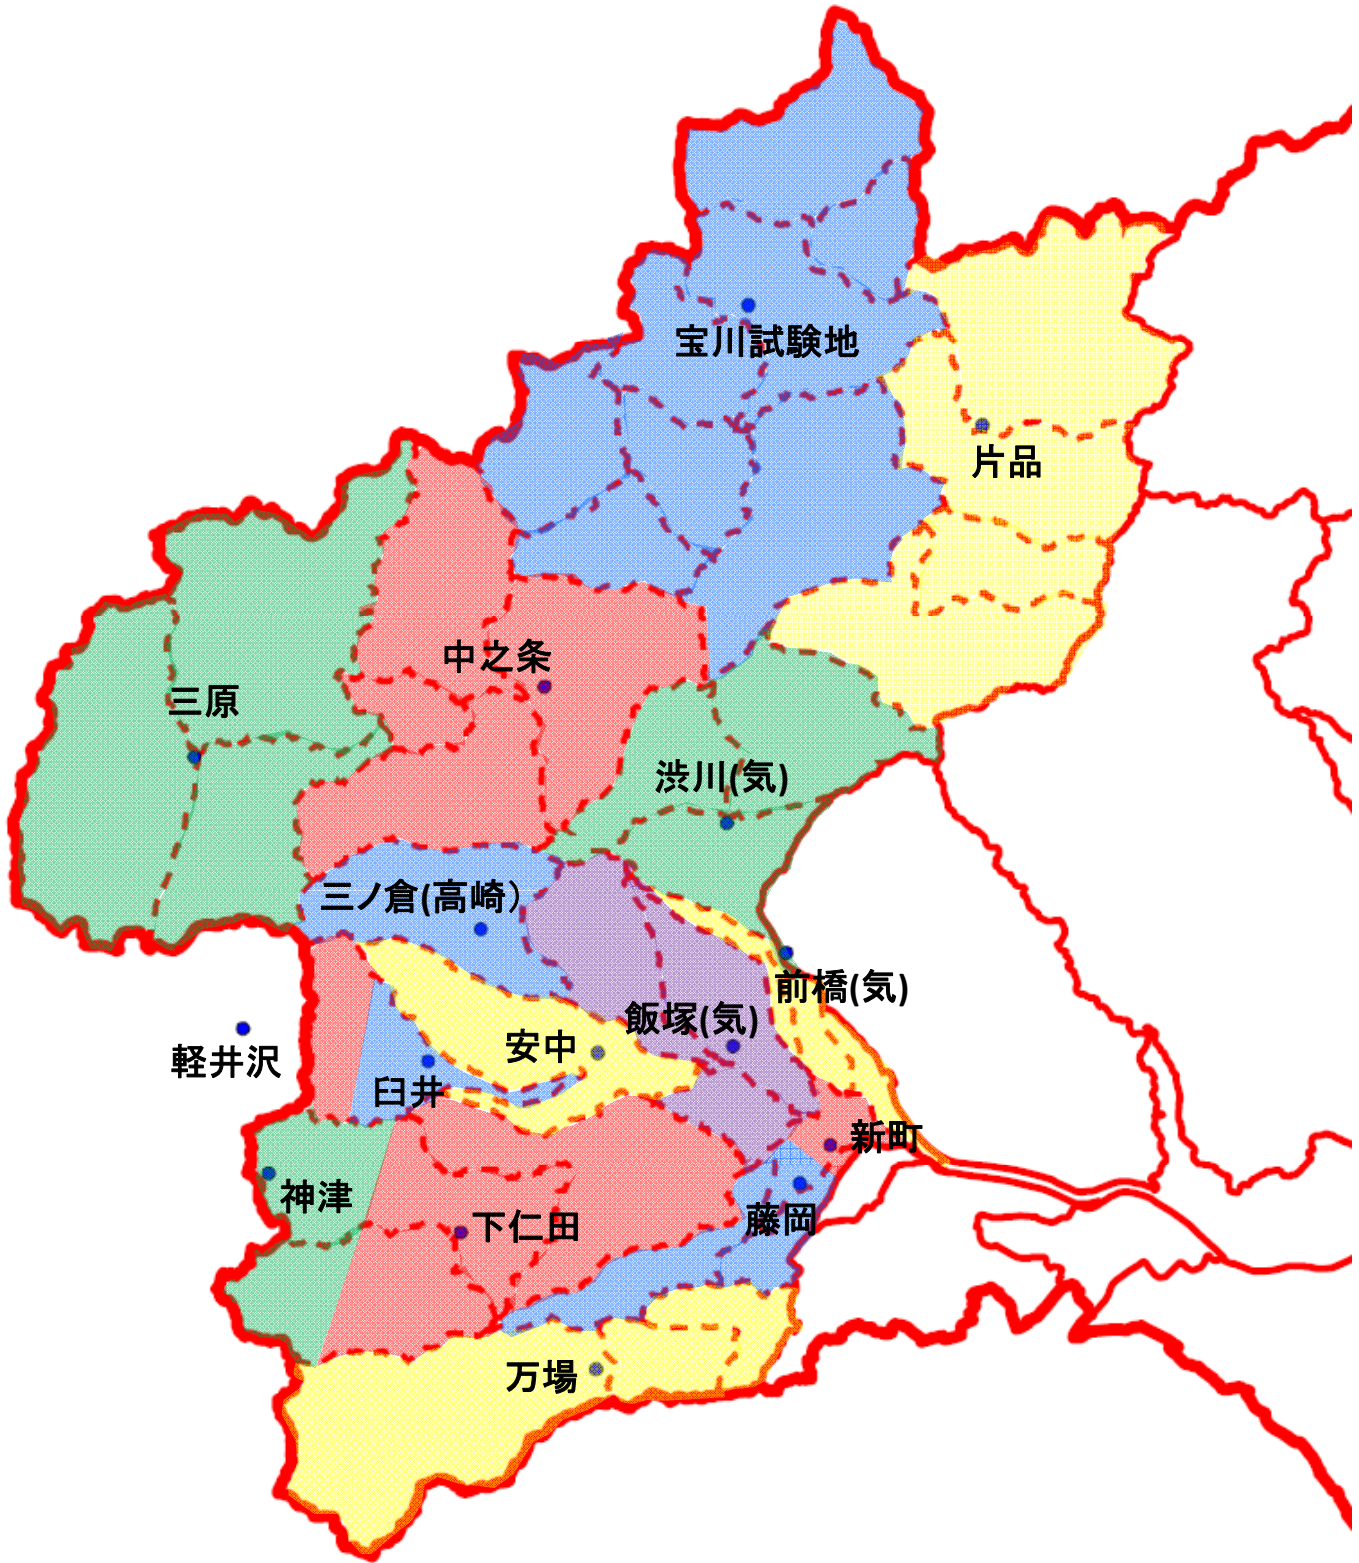 宝川試験地
片品
中之条
三原
渋川(気)
三ノ倉(高崎）
前橋(気)
飯塚(気)
安中
軽井沢
臼井
新町
神津
藤岡
下仁田
万場